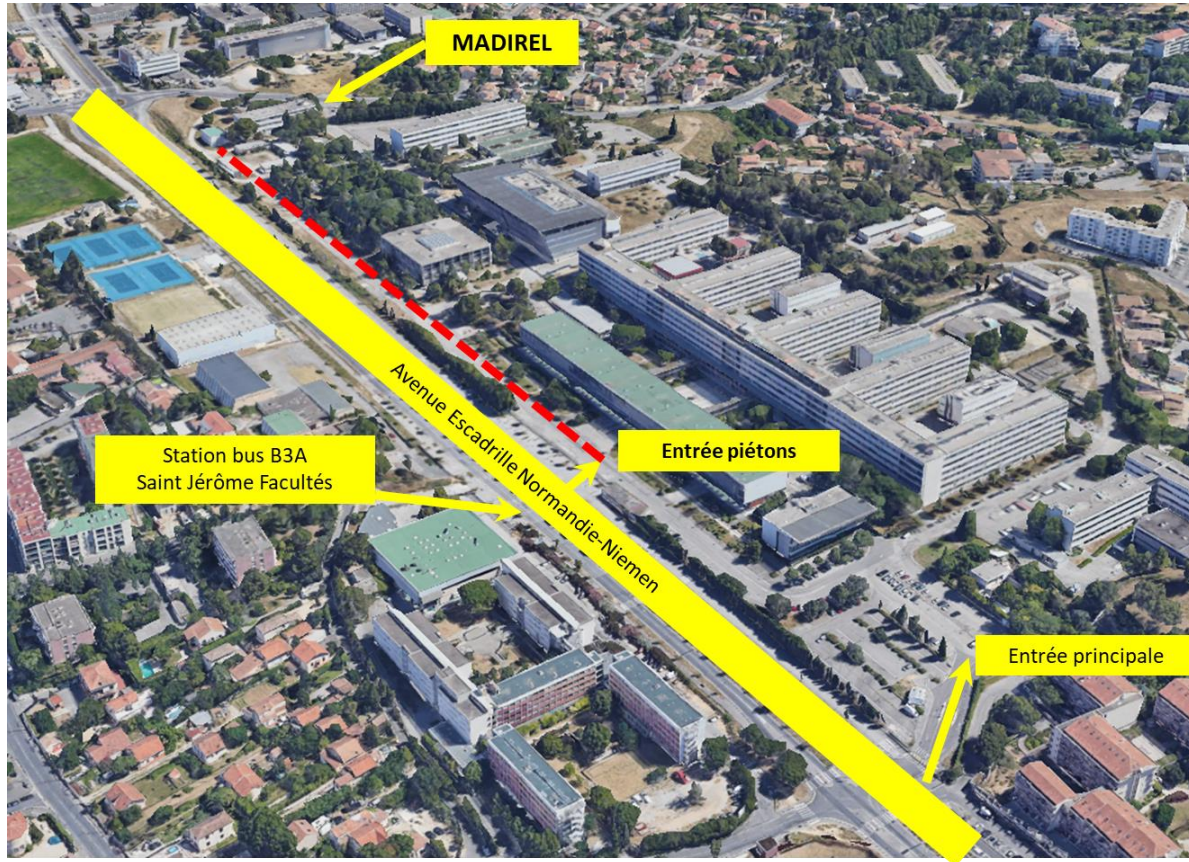 MADIREL
Avenue Escadrille Normandie-Niemen
Station bus B3A
Saint Jérôme Facultés
Entrée piétons
Entrée principale